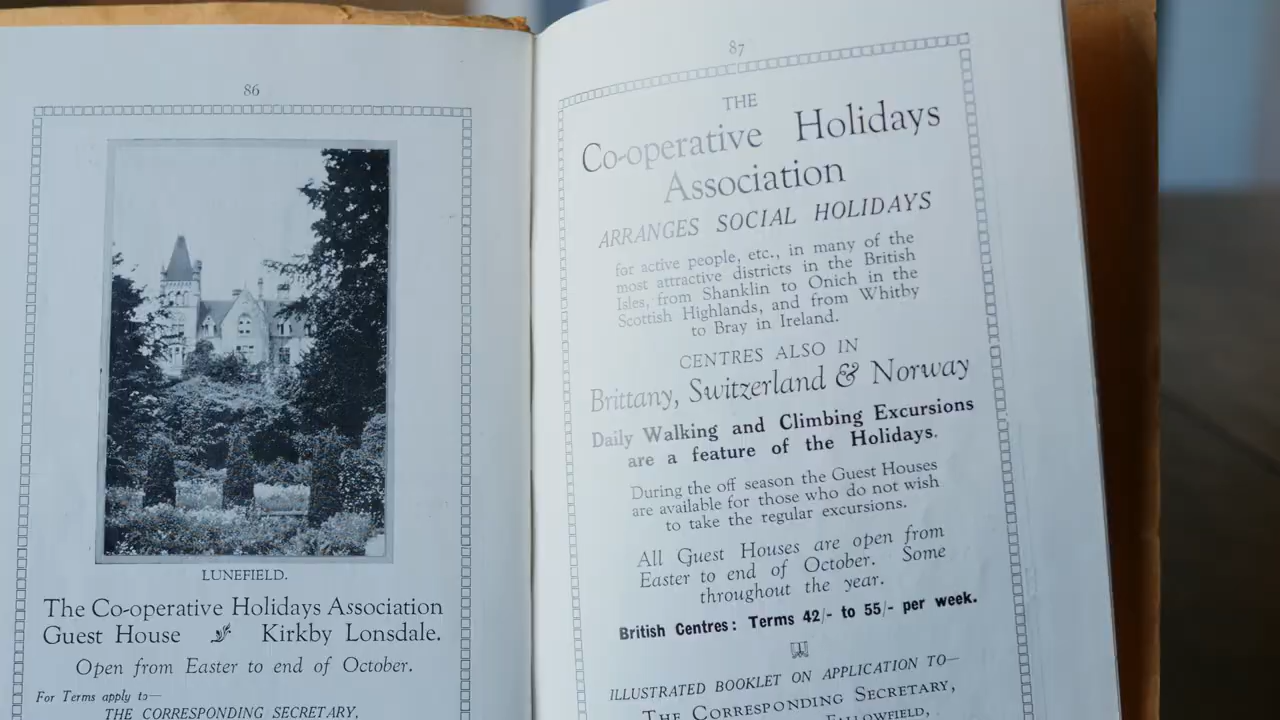 86
LUNEFIELD.
The Co-operative Holidays Association
Guest House Kirkby Lonsdale.
Open from Easter to end of October.
For Terms apply to—
THE CORRESPONDING SECRETARY,
87
THE
Co-operative Holidays
Association
ARRANGES SOCIAL HOLIDAYS
for active people, etc., in many of the
most attractive districts in the British
Isles, from Shanklin to Onich in the
Scottish Highlands, and from Whitby
to Bray in Ireland.
CENTRES ALSO IN
Brittany, Switzerland & Norway
Daily Walking and Climbing Excursions
are a feature of the Holidays.
During the off season the Guest Houses
are available for those who do not wish
to take the regular excursions.
All Guest Houses are open from
Easter to end of October. Some
throughout the year.
British Centres: Terms 42/- to 55/- per week.
ILLUSTRATED BOOKLET ON APPLICATION TO—
THE CORRESPONDING SECRETARY,
FALLOWFIELD,